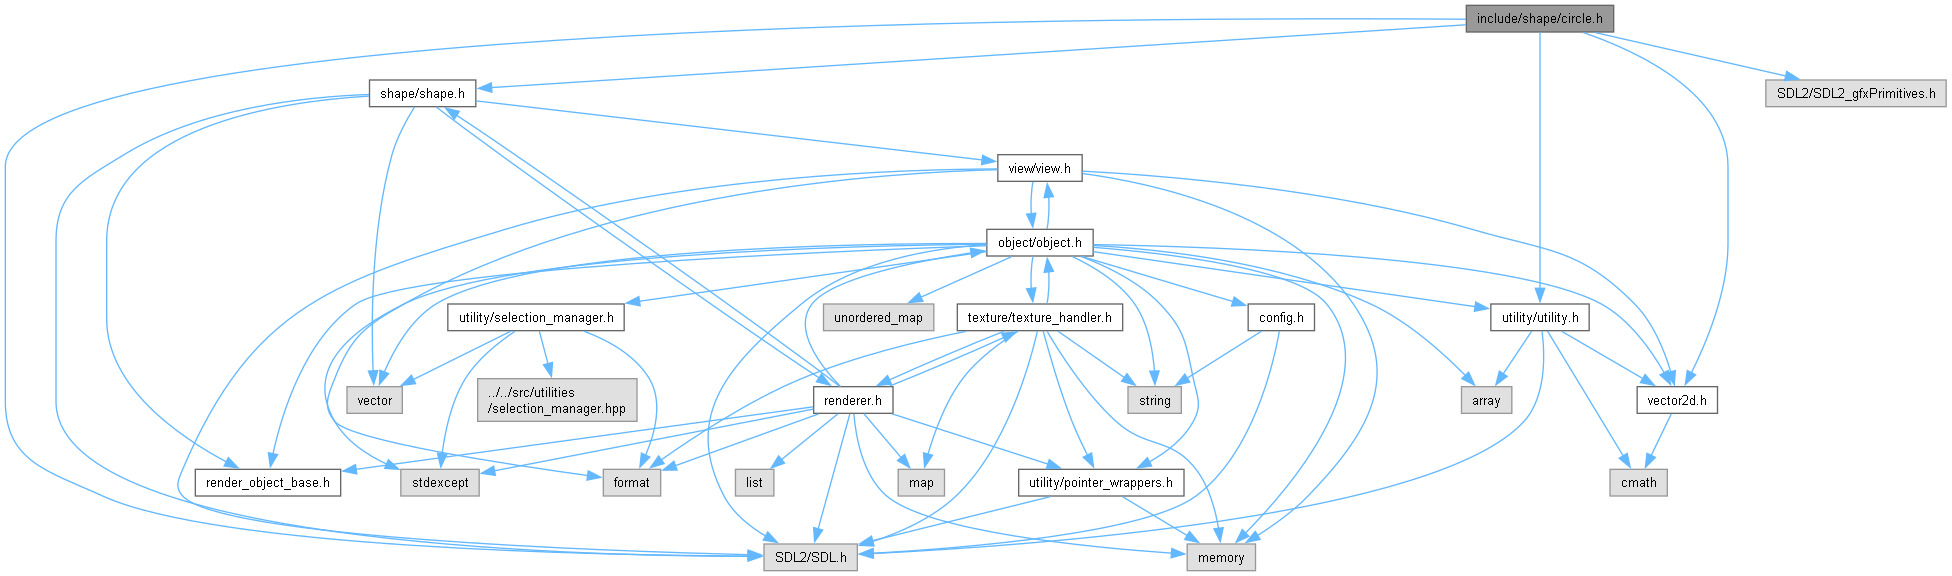 include/shape/circle.h
shape/shape.h
SDL2/SDL2_gfxPrimitives.h
view/view.h
object/object.h
utility/selection_manager.h
unordered_map
texture/texture_handler.h
config.h
utility/utility.h
vector
../../src/utilities
/selection_manager.hpp
renderer.h
string
array
vector2d.h
render_object_base.h
stdexcept
format
list
map
utility/pointer_wrappers.h
cmath
SDL2/SDL.h
memory